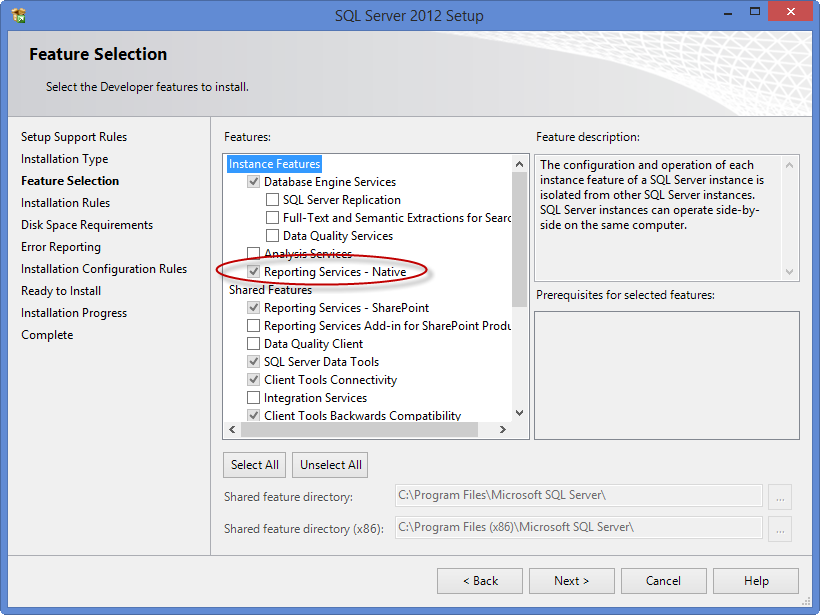 SQL Server 2012 Setup
Feature Selection
Select the Developer features to install.
Setup Support Rules
Installation Type
Feature Selection
Installation Rules
Disk Space Requirements
Error Reporting
Installation Configuration Rules
Ready to Install
Installation Progress
Complete
Features:
Instance Features
Database Engine Services
SQL Server Replication
Full-Text and Semantic Extractions for Searc
Data Quality Services
Analysis Services
Reporting Services - Native
Shared Features
Reporting Services - SharePoint
Reporting Services Add-in for SharePoint Produ
Data Quality Client
SQL Server Data Tools
Client Tools Connectivity
Integration Services
Client Tools Backwards Compatibility
Feature description:
The configuration and operation of each
instance feature of a SQL Server instance is
isolated from other SQL Server instances.
SQL Server instances can operate side-by-
side on the same computer.
Prerequisites for selected features:
Select All
Unselect All
Shared feature directory:
C:\Program Files\Microsoft SQL Server\
...
Shared feature directory (x86):
C:\Program Files (x86)\Microsoft SQL Server\
...
< Back
Next >
Cancel
Help